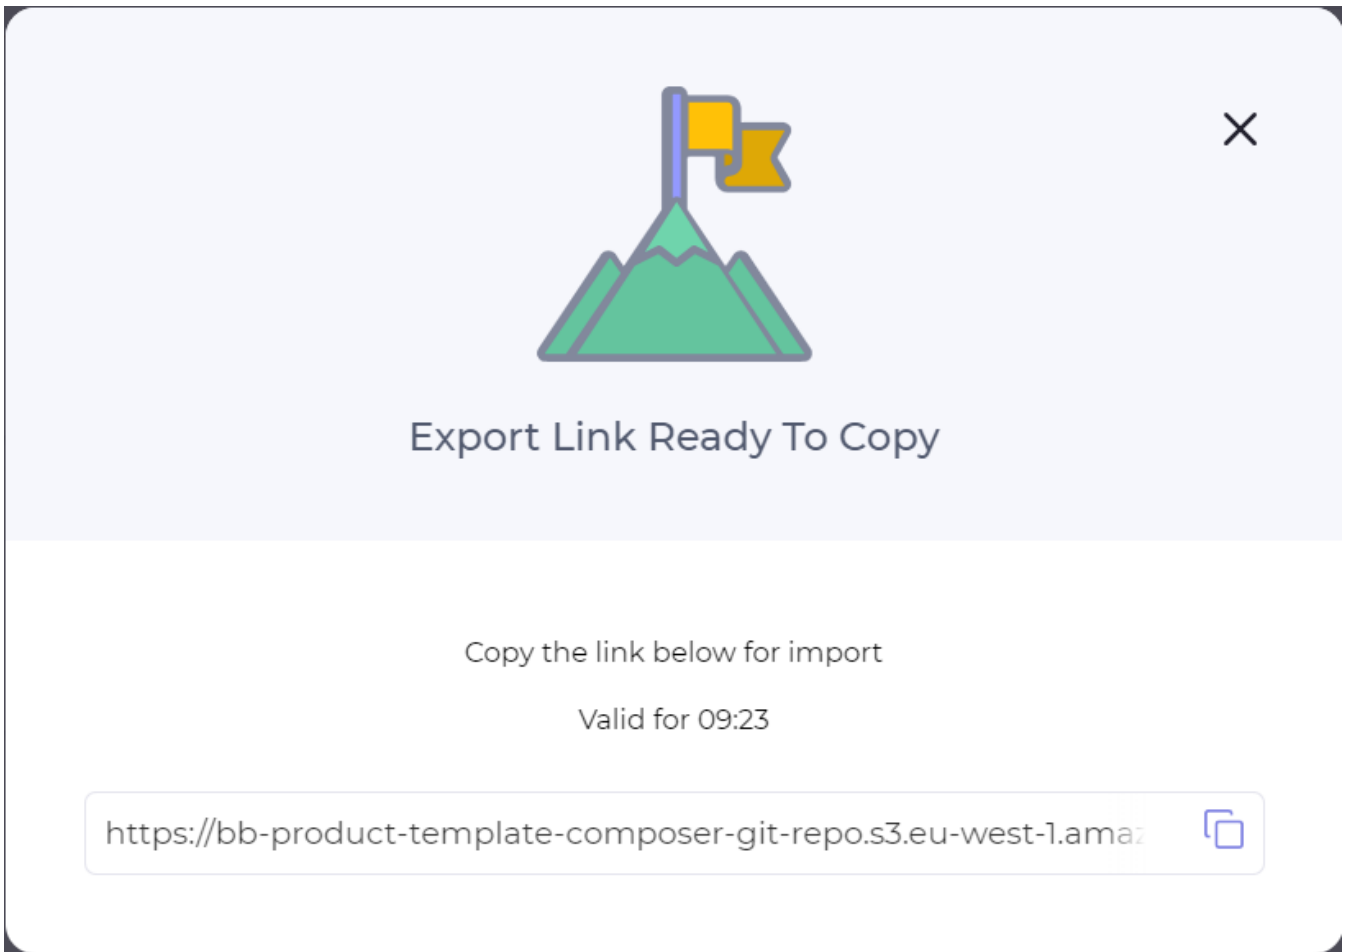 Export Link Ready To Copy
Copy the link below for import
Valid for 09:23
https://bb-product-template-composer-git-repo.s3.eu-west-1.amaz